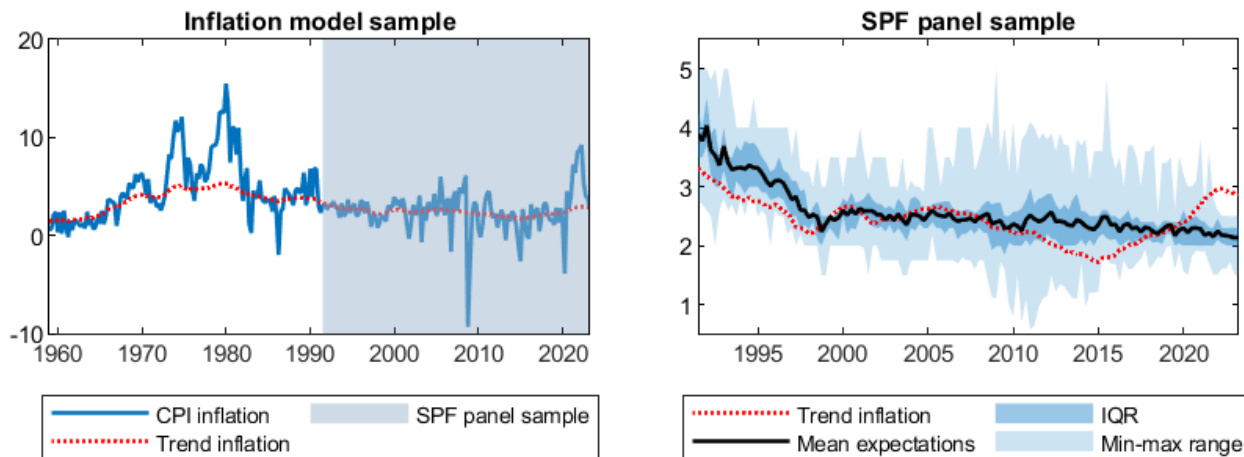 Inflation model sample
20
10
0
-10
1960 1970 1980 1990 2000 2010 2020
CPI inflation
SPF panel sample
Trend inflation
SPF panel sample
5
4
3
2
1
1995 2000 2005 2010 2015 2020
Trend inflation
IQR
Mean expectations
Min-max range